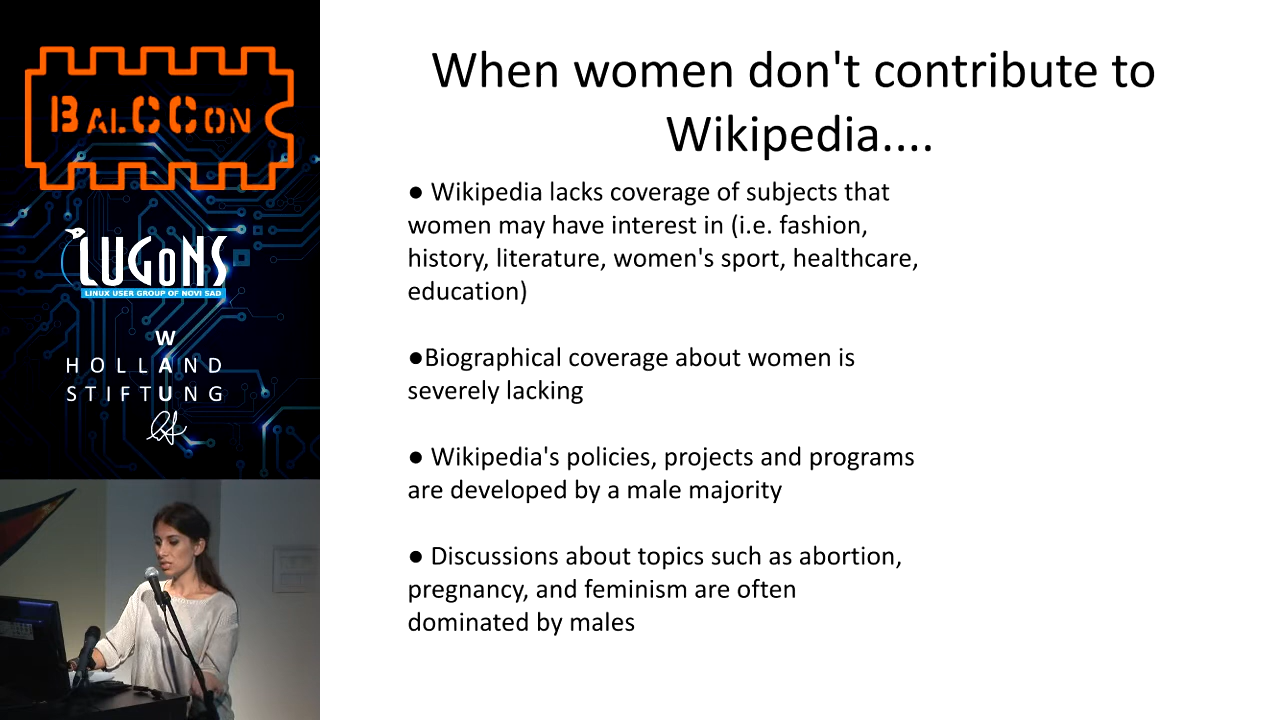 BALCCON
LUGONS
LINUX USER GROUP OF NOVI SAD
W
HOLLAND
STIFTUNG
When women don't contribute to
Wikipedia....
● Wikipedia lacks coverage of subjects that
women may have interest in (i.e. fashion,
history, literature, women's sport, healthcare,
education)
●Biographical coverage about women is
severely lacking
● Wikipedia's policies, projects and programs
are developed by a male majority
● Discussions about topics such as abortion,
pregnancy, and feminism are often
dominated by males